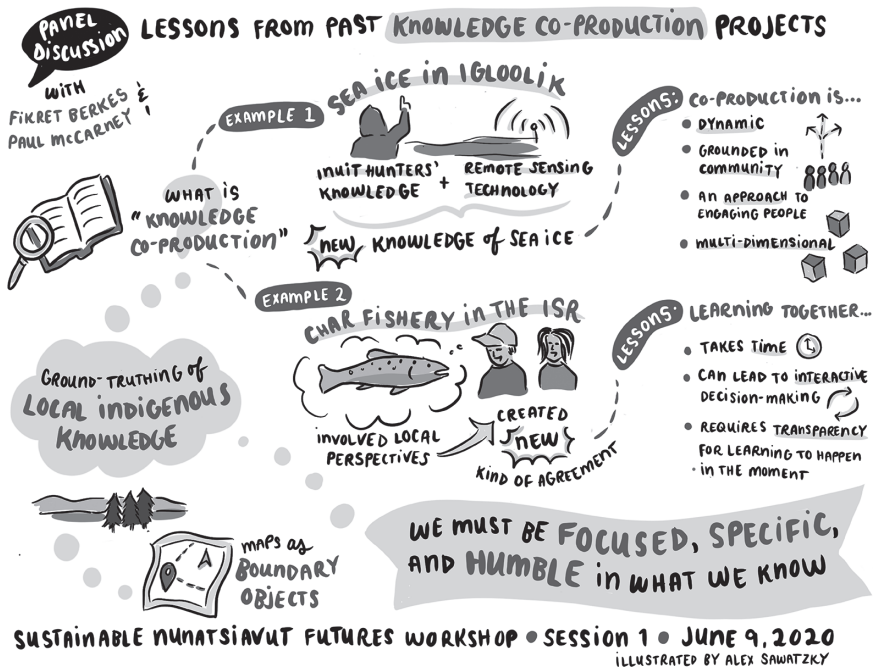 PANEL
DISCUSSION
WITH
FIKRET BERKES &
PAUL McCARNEY
LESSONS FROM PAST KNOWLEDGE CO-PRODUCTION PROJECTS
WHAT IS
"KNOWLEDGE
CO-PRODUCTION"
EXAMPLE 1
SEA ICE IN IGLOOLIK
INUIT HUNTERS'
KNOWLEDGE
+
REMOTE SENSING
TECHNOLOGY
NEW KNOWLEDGE OF SEA ICE
LESSONS:
CO-PRODUCTION IS...
• DYNAMIC
• GROUNDED IN
COMMUNITY
• AN APPROACH TO
ENGAGING PEOPLE
• MULTI-DIMENSIONAL
EXAMPLE 2
CHAR FISHERY IN THE ISR
INVOLVED LOCAL
PERSPECTIVES
CREATED
NEW
KIND OF AGREEMENT
LESSONS:
LEARNING TOGETHER...
• TAKES TIME
• CAN LEAD TO INTERACTIVE
DECISION-MAKING
• REQUIRES TRANSPARENCY
FOR LEARNING TO HAPPEN
IN THE MOMENT
GROUND-TRUTHING OF
LOCAL INDIGENOUS
KNOWLEDGE
MAPS AS
BOUNDARY
OBJECTS
WE MUST BE FOCUSED, SPECIFIC,
AND HUMBLE IN WHAT WE KNOW
SUSTAINABLE NUNATSIAVUT FUTURES WORKSHOP • SESSION 1 • JUNE 9, 2020
ILLUSTRATED BY ALEX SAWATZKY